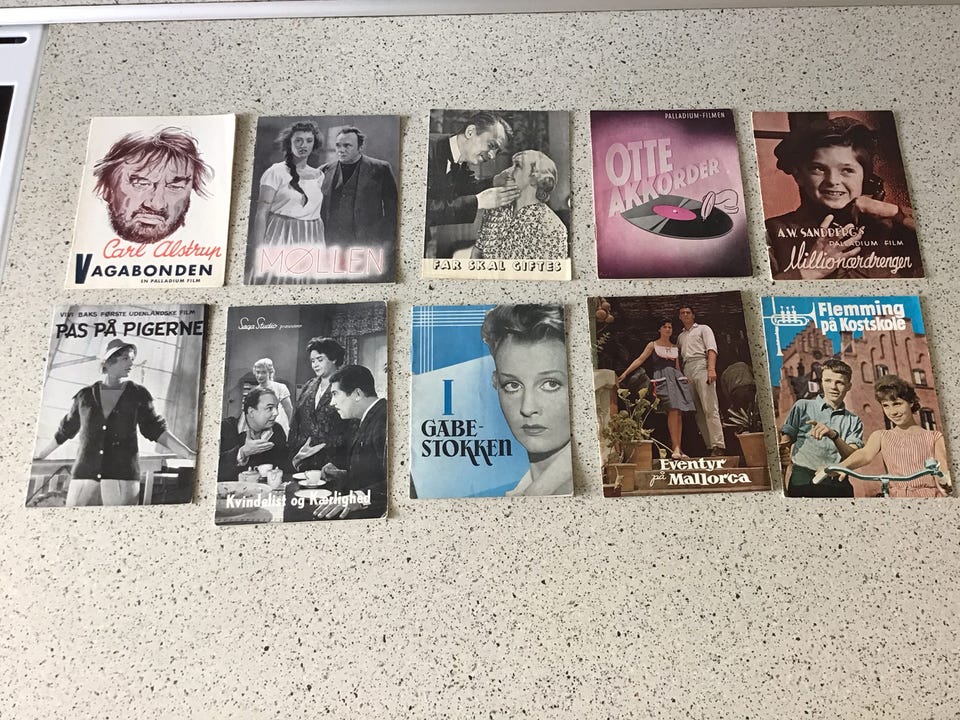 Carl Alstrup
VAGABONDEN
EN PALLADIUM FILM
MØLLEN
FAR SKAL GIFTES
PALLADIUM-FILMEN
OTTE
AKKORDER
A.W. SANDBERG's
PALLADIUM FILM
Millionærdrengen
VIVI BAKS FØRSTE UDENLANDSKE FILM
PAS PÅ PIGERNE
Saga Studio præsenterer
Kvindelist og Kærlighed
I
GABE-
STOKKEN
Eventyr
på Mallorca
Flemming
på Kostskole